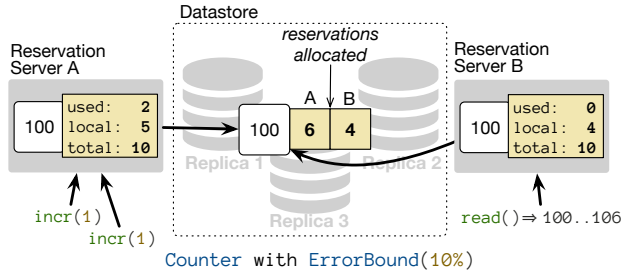 Datastore
Reservation
Server A
reservations
allocated
Reservation
Server B
100
used: 2
local: 5
total: 10
A B
100 6 4
100
used: 0
local: 4
total: 10
Replica 1
Replica 2
Replica 3
incr(1)
incr(1)
read()⇒100..106
Counter with ErrorBound(10%)